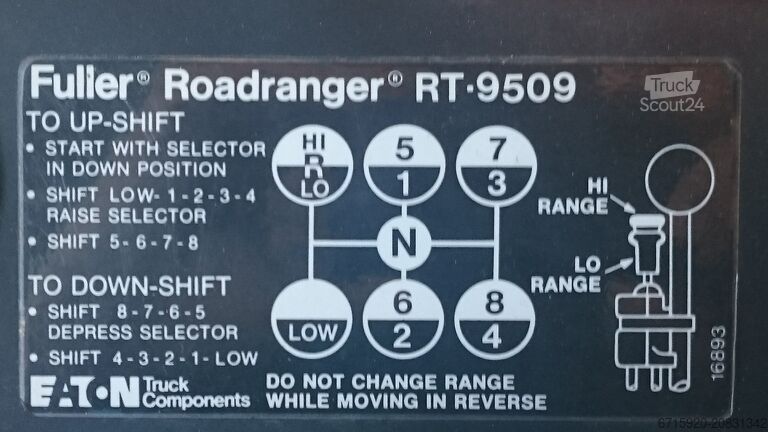 Fuller® Roadranger® RT-9509
Truck
Scout24
TO UP-SHIFT
• START WITH SELECTOR
IN DOWN POSITION
• SHIFT LOW- 1 - 2 - 3 - 4
RAISE SELECTOR
• SHIFT 5 - 6 - 7 - 8
TO DOWN-SHIFT
• SHIFT 8 - 7 - 6 - 5
DEPRESS SELECTOR
• SHIFT 4 - 3 - 2 - 1 - LOW
HI
R
LO
5
1
7
3
N
LOW
6
2
8
4
HI
RANGE
LO
RANGE
16893
EATON Truck
Components
DO NOT CHANGE RANGE
WHILE MOVING IN REVERSE
6715920-20831342